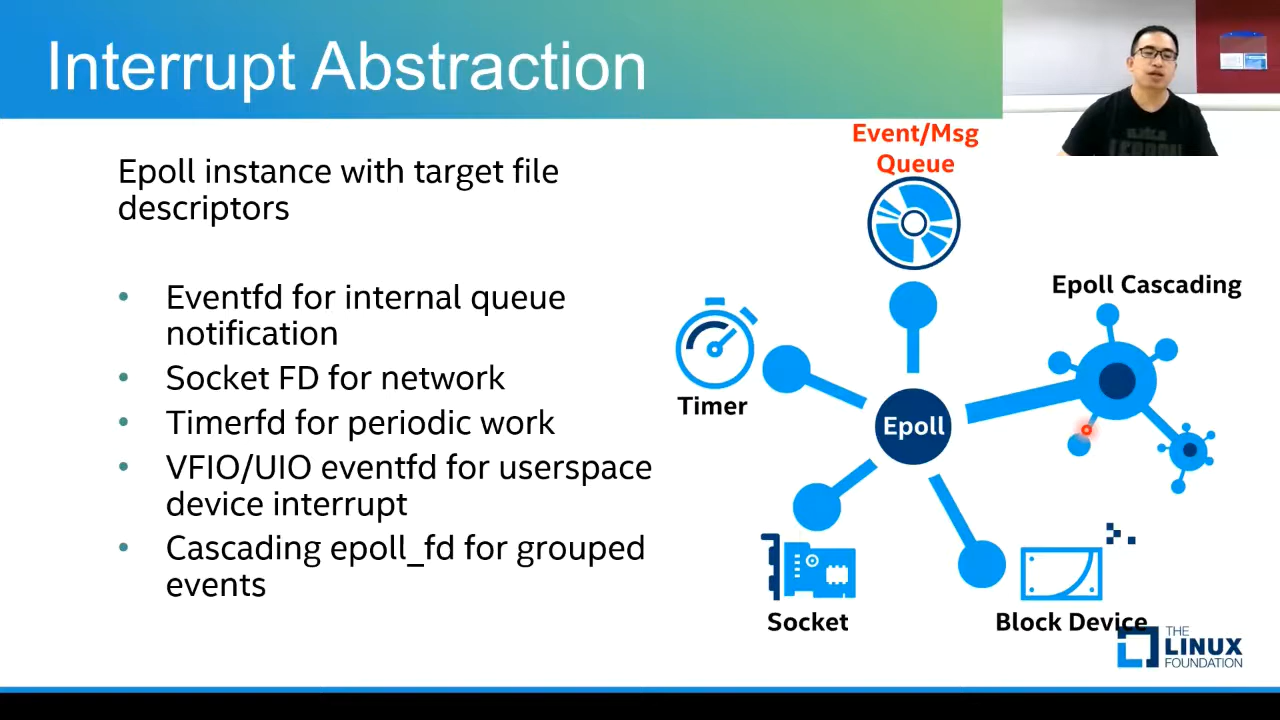 Interrupt Abstraction
Epoll instance with target file
descriptors
• Eventfd for internal queue
notification
• Socket FD for network
• Timerfd for periodic work
• VFIO/UIO eventfd for userspace
device interrupt
• Cascading epoll_fd for grouped
events
Event/Msg
Queue
Epoll Cascading
Timer
Epoll
Socket
Block Device
THE
LINUX
FOUNDATION